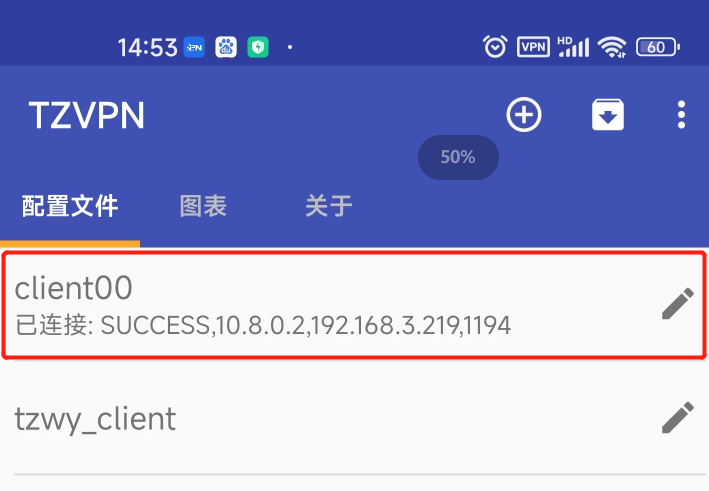 14:53
VPN
HD
60
TZVPN
50%
配置文件 图表 关于
client00
已连接: SUCCESS,10.8.0.2,192.168.3.219,1194
tzwy_client